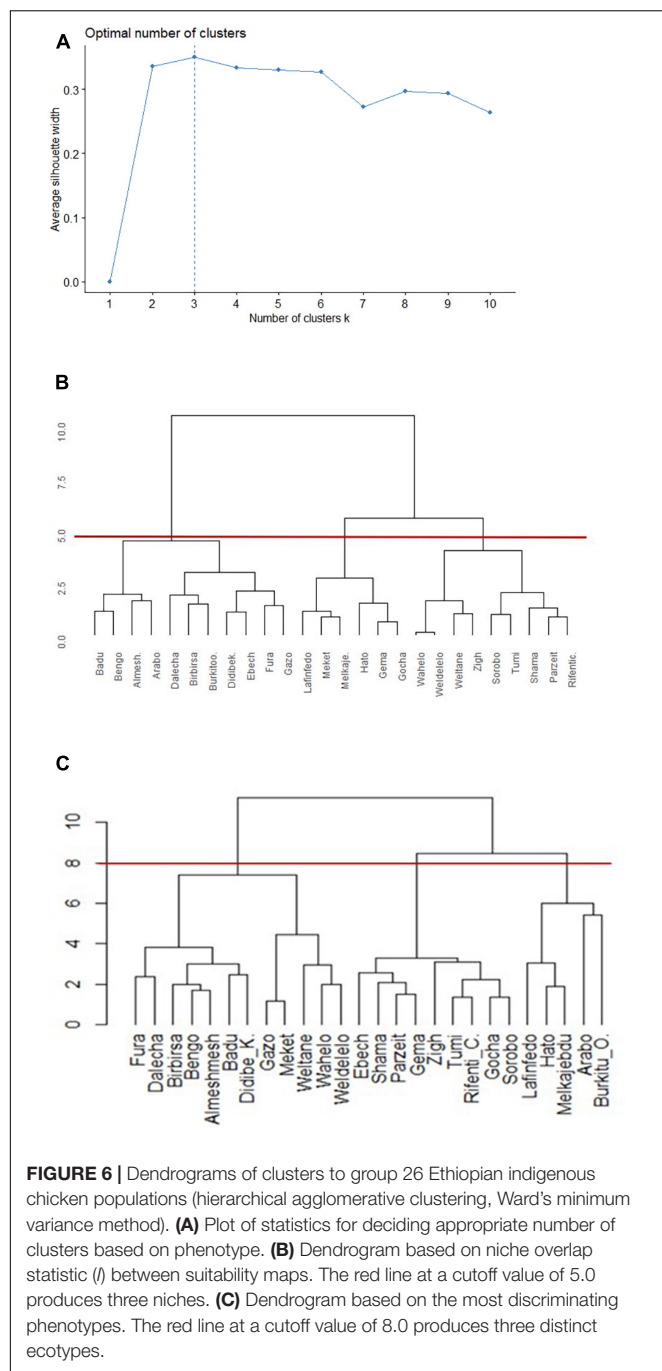 A
Optimal number of clusters
0.3
0.2
0.1
0.0
Average silhouette width
1 2 3 4 5 6 7 8 9 10
Number of clusters k
B
10.0
7.5
5.0
2.5
0.0
Badu Bengo Almesh. Arabo Dalecha Birbirsa Burkitoo. Didibek. Ebech Fura Gazo Lafinfedo Meket Melkaje. Hato Gema Gocha Wahelo Weldelelo Weltane Zigh Sorobo Tumi Shama Parzeit Rifentic.
C
10
8
6
4
2
0
Fura Dalecha Birbirsa Bengo Almeshmesh Badu Didibe_K. Gazo Meket Weltane Wahelo Weldelelo Ebech Shama Parzeit Gema Zigh Tumi Rifenti_C. Gocha Sorobo Lafinfedo Hato Melkajebdu Arabo Burkitu_O.
FIGURE 6 | Dendrograms of clusters to group 26 Ethiopian indigenous
chicken populations (hierarchical agglomerative clustering, Ward's minimum
variance method). (A) Plot of statistics for deciding appropriate number of
clusters based on phenotype. (B) Dendrogram based on niche overlap
statistic (I) between suitability maps. The red line at a cutoff value of 5.0
produces three niches. (C) Dendrogram based on the most discriminating
phenotypes. The red line at a cutoff value of 8.0 produces three distinct
ecotypes.